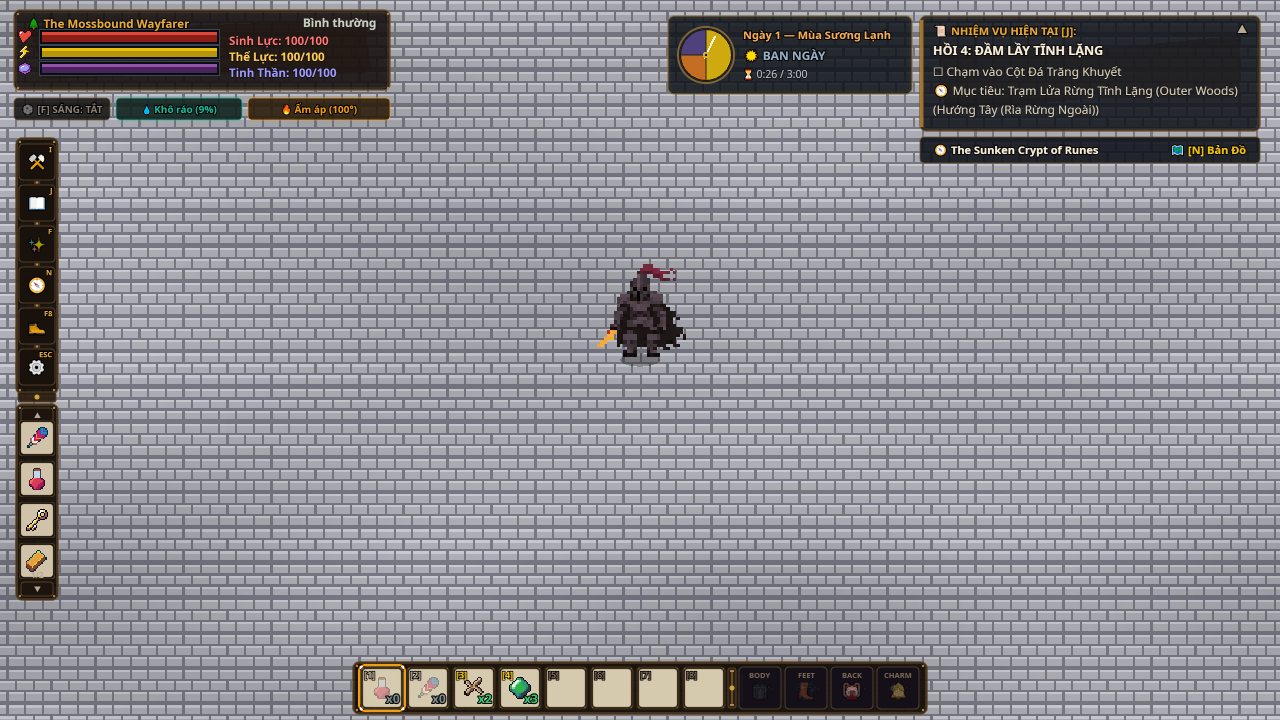 The Mossbound Wayfarer
Bình thường
Sinh Lực: 100/100
Thể Lực: 100/100
Tinh Thần: 100/100
[F] SÁNG: TẮT
Khô ráo (9%)
Ấm áp (100°)
Ngày 1 — Mùa Sương Lạnh
BAN NGÀY
0:26 / 3:00
NHIỆM VỤ HIỆN TẠI [J]:
HỒI 4: ĐẦM LẦY TĨNH LẶNG
☐ Chạm vào Cột Đá Trăng Khuyết
Mục tiêu: Trạm Lửa Rừng Tĩnh Lặng (Outer Woods)
(Hướng Tây (Rìa Rừng Ngoài))
The Sunken Crypt of Runes
[N] Bản Đồ
I
J
F
N
F8
ESC
[1] x0
[2] x0
[3] x2
[4] x3
[5]
[6]
[7]
[8]
BODY
FEET
BACK
CHARM